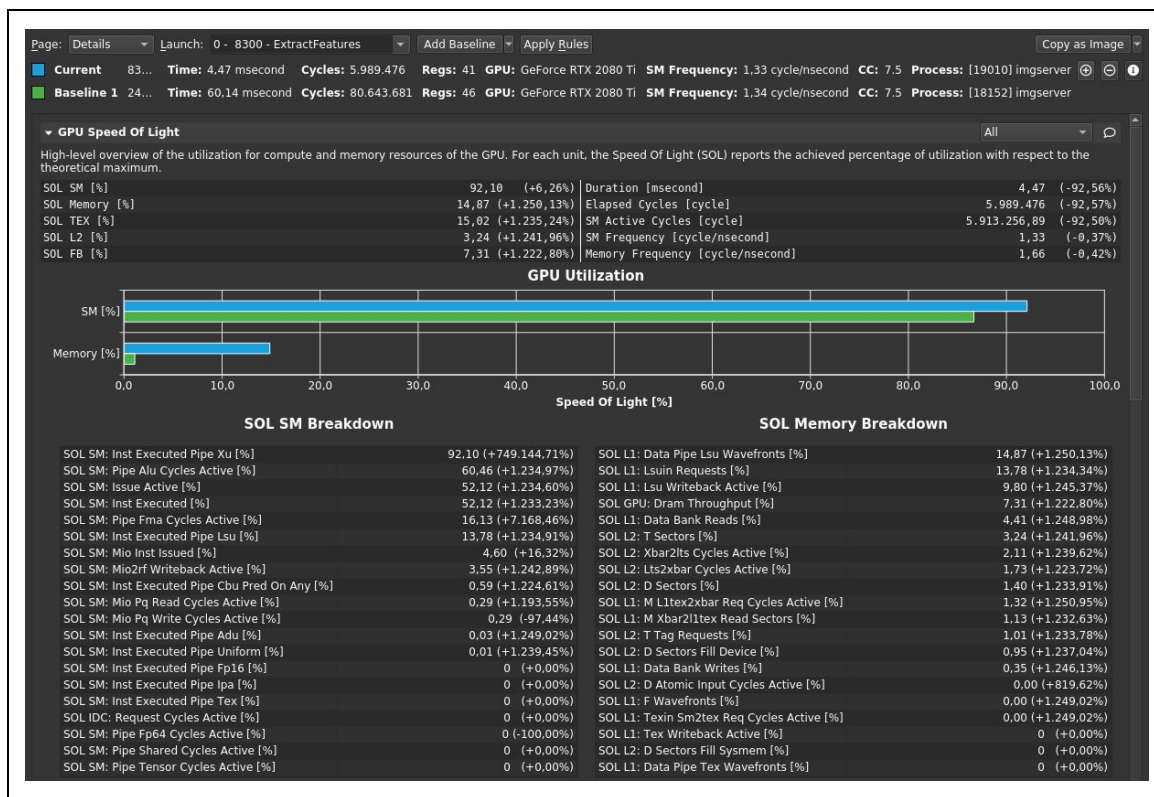 Page: Details Launch: 0 - 8300 - ExtractFeatures Add Baseline Apply Rules Copy as Image
Current 83... Time: 4,47 msecond Cycles: 5.989.476 Regs: 41 GPU: GeForce RTX 2080 Ti SM Frequency: 1,33 cycle/nsecond CC: 7.5 Process: [19010] imgserver
Baseline 1 24... Time: 60,14 msecond Cycles: 80.643.681 Regs: 46 GPU: GeForce RTX 2080 Ti SM Frequency: 1,34 cycle/nsecond CC: 7.5 Process: [18152] imgserver
GPU Speed Of Light All
High-level overview of the utilization for compute and memory resources of the GPU. For each unit, the Speed Of Light (SOL) reports the achieved percentage of utilization with respect to the
theoretical maximum.
SOL SM [%] 92,10 (+6,26%) Duration [msecond] 4,47 (-92,56%)
SOL Memory [%] 14,87 (+1.250,13%) Elapsed Cycles [cycle] 5.989.476 (-92,57%)
SOL TEX [%] 15,02 (+1.235,24%) SM Active Cycles [cycle] 5.913.256,89 (-92,50%)
SOL L2 [%] 3,24 (+1.241,96%) SM Frequency [cycle/nsecond] 1,33 (-0,37%)
SOL FB [%] 7,31 (+1.222,80%) Memory Frequency [cycle/nsecond] 1,66 (-0,42%)
GPU Utilization
SM [%]
Memory [%]
0,0 10,0 20,0 30,0 40,0 50,0 60,0 70,0 80,0 90,0 100,0
Speed Of Light [%]
SOL SM Breakdown
SOL SM: Inst Executed Pipe Xu [%] 92,10 (+749.144,71%)
SOL SM: Pipe Alu Cycles Active [%] 60,46 (+1.234,97%)
SOL SM: Issue Active [%] 52,12 (+1.234,60%)
SOL SM: Inst Executed [%] 52,12 (+1.233,23%)
SOL SM: Pipe Fma Cycles Active [%] 16,13 (+7.168,46%)
SOL SM: Inst Executed Pipe Lsu [%] 13,78 (+1.234,91%)
SOL SM: Mio Inst Issued [%] 4,60 (+16,32%)
SOL SM: Mio2rf Writeback Active [%] 3,55 (+1.242,89%)
SOL SM: Inst Executed Pipe Cbu Pred On Any [%] 0,59 (+1.224,61%)
SOL SM: Mio Pq Read Cycles Active [%] 0,29 (+1.193,55%)
SOL SM: Mio Pq Write Cycles Active [%] 0,29 (-97,44%)
SOL SM: Inst Executed Pipe Adu [%] 0,03 (+1.249,02%)
SOL SM: Inst Executed Pipe Uniform [%] 0,01 (+1.239,45%)
SOL SM: Inst Executed Pipe Fp16 [%] 0 (+0,00%)
SOL SM: Inst Executed Pipe Ipa [%] 0 (+0,00%)
SOL SM: Inst Executed Pipe Tex [%] 0 (+0,00%)
SOL IDC: Request Cycles Active [%] 0 (+0,00%)
SOL SM: Pipe Fp64 Cycles Active [%] 0 (-100,00%)
SOL SM: Pipe Shared Cycles Active [%] 0 (+0,00%)
SOL SM: Pipe Tensor Cycles Active [%] 0 (+0,00%)
SOL Memory Breakdown
SOL L1: Data Pipe Lsu Wavefronts [%] 14,87 (+1.250,13%)
SOL L1: Lsuin Requests [%] 13,78 (+1.234,34%)
SOL L1: Lsu Writeback Active [%] 9,80 (+1.245,37%)
SOL GPU: Dram Throughput [%] 7,31 (+1.222,80%)
SOL L1: Data Bank Reads [%] 4,41 (+1.248,98%)
SOL L2: T Sectors [%] 3,24 (+1.241,96%)
SOL L2: Xbar2lts Cycles Active [%] 2,11 (+1.239,62%)
SOL L2: Lts2xbar Cycles Active [%] 1,73 (+1.223,72%)
SOL L2: D Sectors [%] 1,40 (+1.233,91%)
SOL L1: M L1tex2xbar Req Cycles Active [%] 1,32 (+1.250,95%)
SOL L1: M Xbar2l1tex Read Sectors [%] 1,13 (+1.232,63%)
SOL L2: T Tag Requests [%] 1,01 (+1.233,78%)
SOL L2: D Sectors Fill Device [%] 0,95 (+1.237,04%)
SOL L1: Data Bank Writes [%] 0,35 (+1.246,13%)
SOL L2: D Atomic Input Cycles Active [%] 0,00 (+819,62%)
SOL L1: F Wavefronts [%] 0,00 (+1.249,02%)
SOL L1: Texin Sm2tex Req Cycles Active [%] 0,00 (+1.249,02%)
SOL L1: Tex Writeback Active [%] 0 (+0,00%)
SOL L2: D Sectors Fill Sysmem [%] 0 (+0,00%)
SOL L1: Data Pipe Tex Wavefronts [%] 0 (+0,00%)